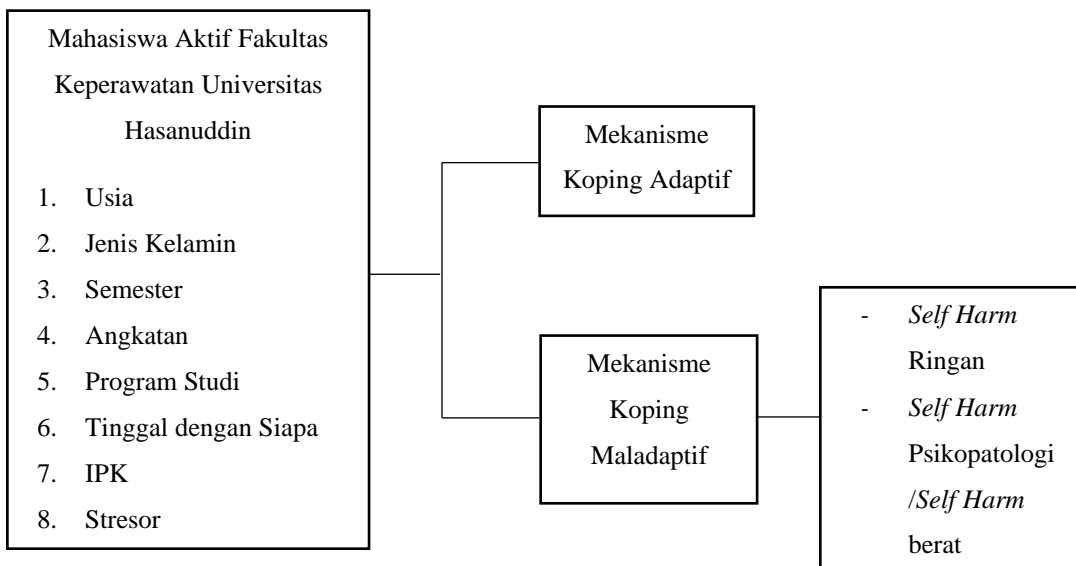 Mahasiswa Aktif Fakultas
Keperawatan Universitas
Hasanuddin
1. Usia
2. Jenis Kelamin
3. Semester
4. Angkatan
5. Program Studi
6. Tinggal dengan Siapa
7. IPK
8. Stresor
Mekanisme
Koping Adaptif
Mekanisme
Koping
Maladaptif
- Self Harm
Ringan
- Self Harm
Psikopatologi
/Self Harm
berat